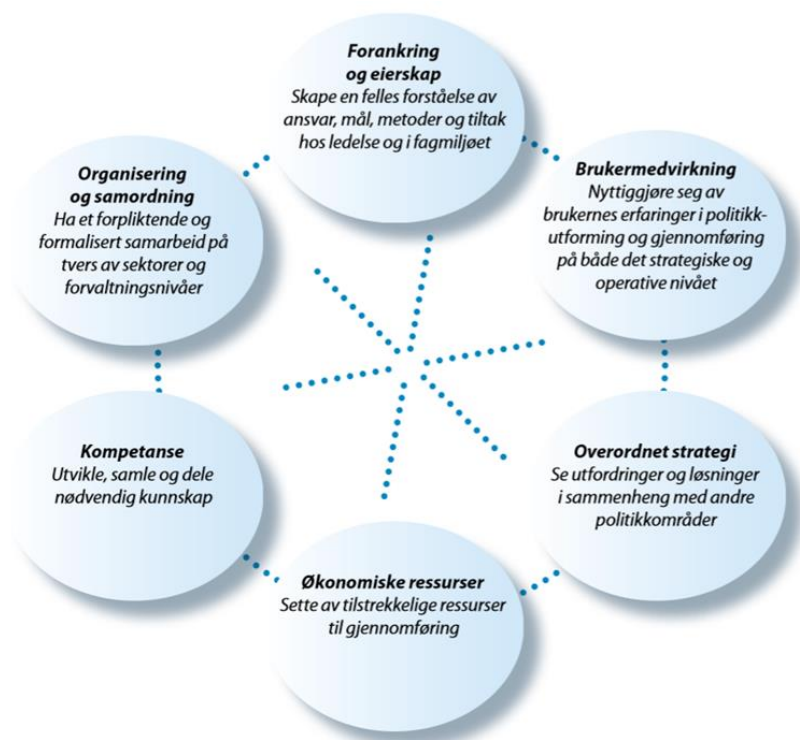 Forankring
og eierskap
Skape en felles forståelse av
ansvar, mål, metoder og tiltak
hos ledelse og i fagmiljøet
Brukermedvirkning
Nyttiggjøre seg av
brukernes erfaringer i politikk-
utforming og gjennomføring
på både det strategiske og
operative nivået
Overordnet strategi
Se utfordringer og løsninger
i sammenheng med andre
politikkområder
Økonomiske ressurser
Sette av tilstrekkelige ressurser
til gjennomføring
Kompetanse
Utvikle, samle og dele
nødvendig kunnskap
Organisering
og samordning
Ha et forpliktende og
formalisert samarbeid på
tvers av sektorer og
forvaltningsnivåer